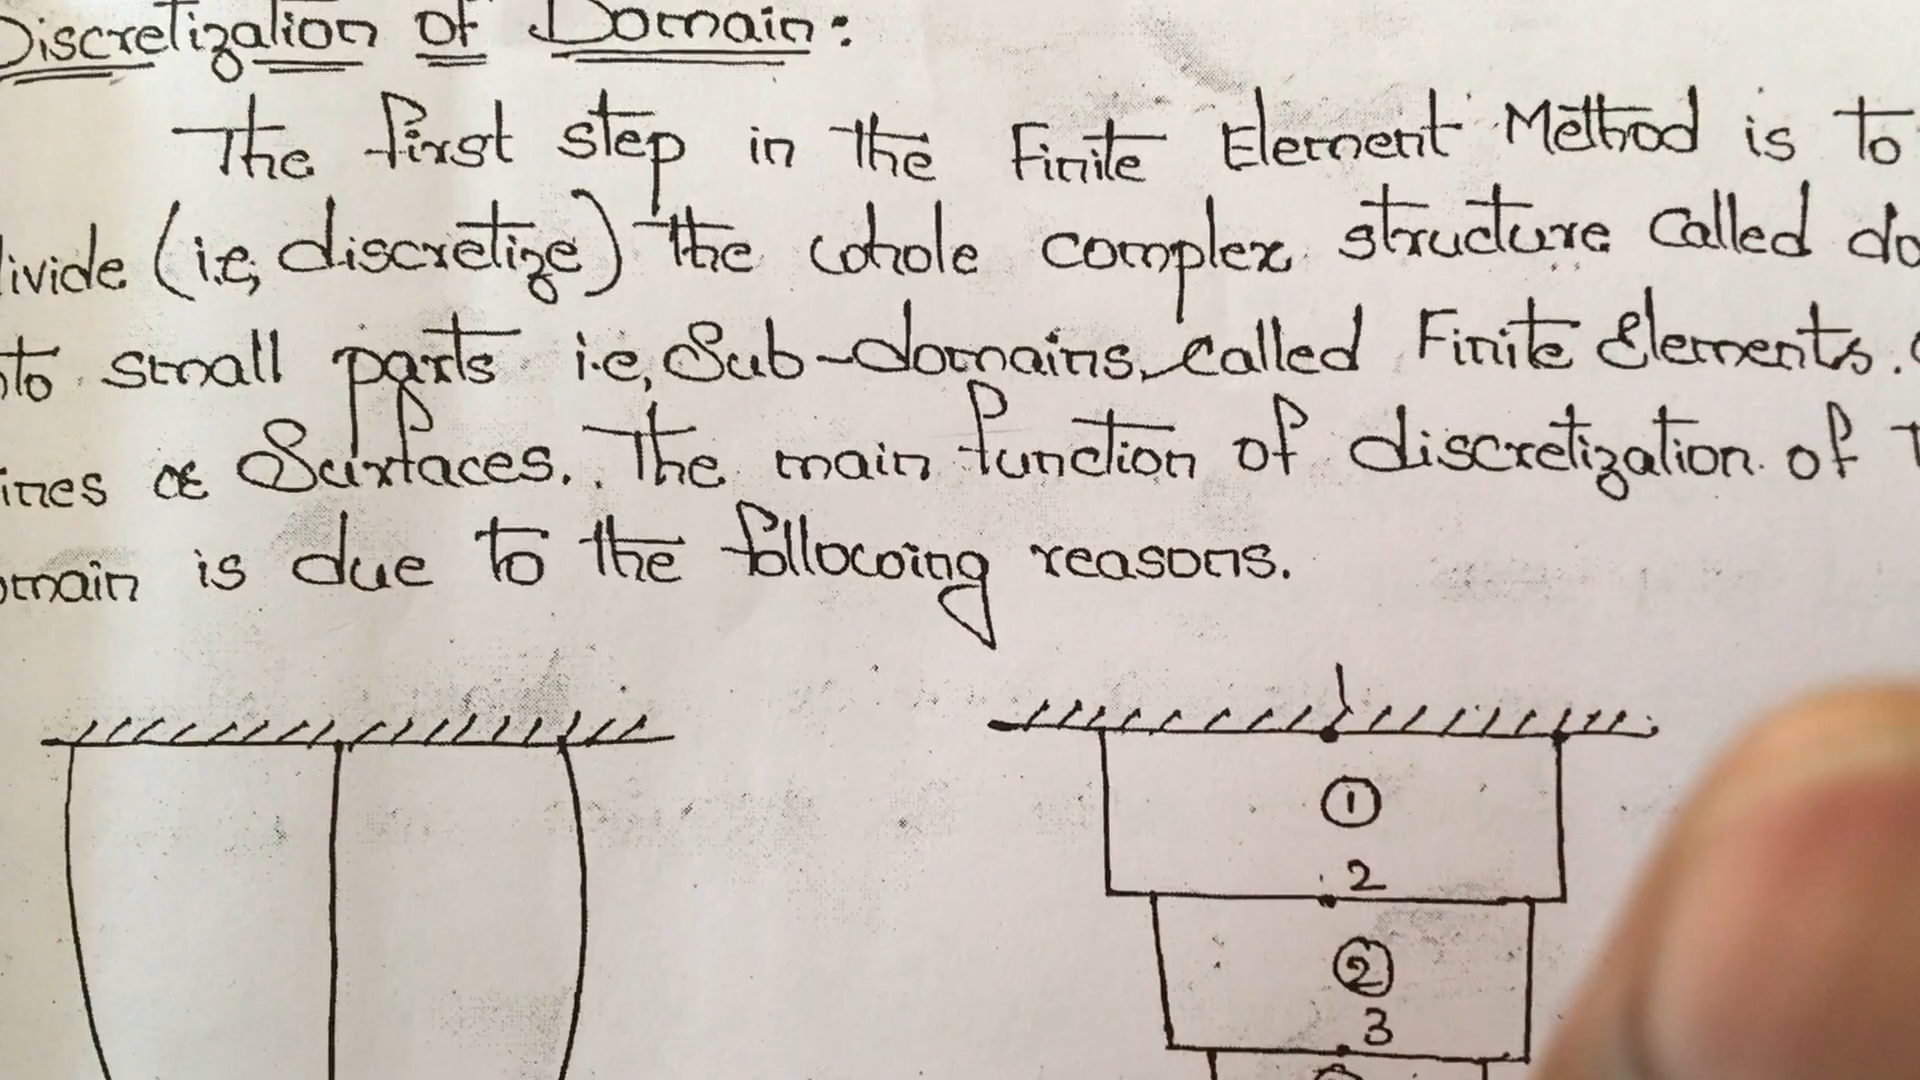 Discretization of Domain:
The first step in the Finite Element Method is to
divide (i.e, discretize) the whole complex structure called do
to small parts i.e, Sub-domains, called Finite Elements.
ines or Surfaces. The main function of discretization of T
omain is due to the following reasons.
1
1
2
2
3